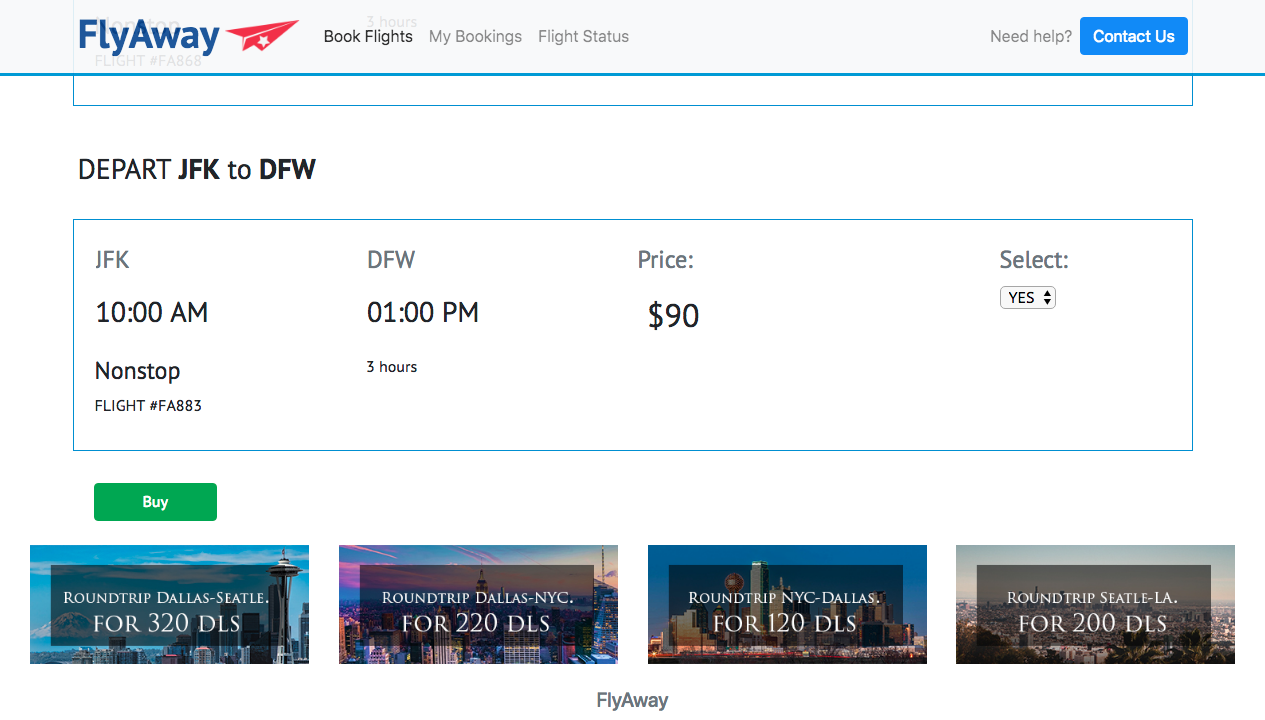 Nonstop
3 hours
FlyAway
Book Flights My Bookings Flight Status
Need help? Contact Us
FLIGHT #FA868
DEPART JFK to DFW
JFK DFW Price: Select:
10:00 AM 01:00 PM $90 YES
Nonstop 3 hours
FLIGHT #FA883
Buy
Roundtrip Dallas-Seatle.
for 320 dls
Roundtrip Dallas-NYC.
for 220 dls
Roundtrip NYC-Dallas.
for 120 dls
Roundtrip Seatle-LA.
for 200 dls
FlyAway